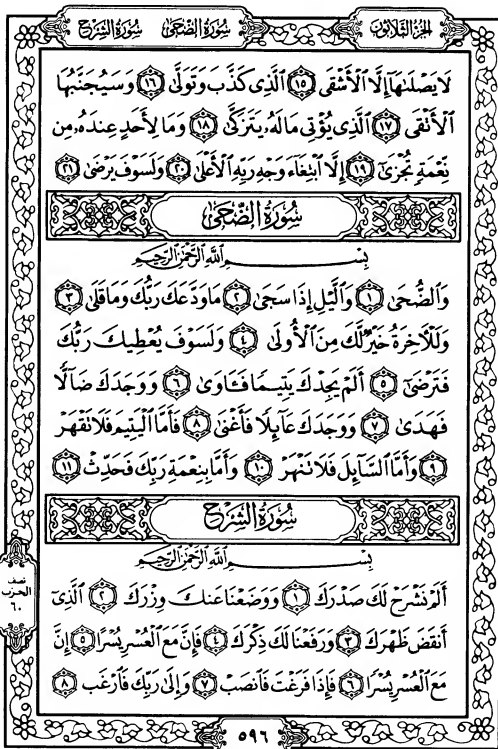 الجزء الثلاثون
سورة الضحى
سورة الشرح
لَا يَصْلَىٰهَآ إِلَّا ٱلْأَشْقَى ١٥ ٱلَّذِى كَذَّبَ وَتَوَلَّىٰ ١٦ وَسَيُجَنَّبُهَا
ٱلْأَتْقَى ١٧ ٱلَّذِى يُؤْتِى مَالَهُۥ يَتَزَكَّىٰ ١٨ وَمَا لِأَحَدٍ عِندَهُۥ مِن
نِّعْمَةٍ تُجْزَىٰٓ ١٩ إِلَّا ٱبْتِغَآءَ وَجْهِ رَبِّهِ ٱلْأَعْلَىٰ ٢٠ وَلَسَوْفَ يَرْضَىٰ ٢١
سُورَةُ الضُّحَىٰ
بِسْمِ ٱللَّهِ ٱلرَّحْمَٰنِ ٱلرَّحِيمِ
وَٱلضُّحَىٰ ١ وَٱلَّيْلِ إِذَا سَجَىٰ ٢ مَا وَدَّعَكَ رَبُّكَ وَمَا قَلَىٰ ٣
وَلَلْءَاخِرَةُ خَيْرٌ لَّكَ مِنَ ٱلْأُولَىٰ ٤ وَلَسَوْفَ يُعْطِيكَ رَبُّكَ
فَتَرْضَىٰٓ ٥ أَلَمْ يَجِدْكَ يَتِيمًا فَـَٔاوَىٰ ٦ وَوَجَدَكَ ضَآلًّا
فَهَدَىٰ ٧ وَوَجَدَكَ عَآئِلًا فَأَغْنَىٰ ٨ فَأَمَّا ٱلْيَتِيمَ فَلَا تَقْهَرْ
٩ وَأَمَّا ٱلسَّآئِلَ فَلَا تَنْهَرْ ١٠ وَأَمَّا بِنِعْمَةِ رَبِّكَ فَحَدِّثْ ١١
سُورَةُ الشَّرْحِ
بِسْمِ ٱللَّهِ ٱلرَّحْمَٰنِ ٱلرَّحِيمِ
أَلَمْ نَشْرَحْ لَكَ صَدْرَكَ ١ وَوَضَعْنَا عَنكَ وِزْرَكَ ٢ ٱلَّذِىٓ
أَنقَضَ ظَهْرَكَ ٣ وَرَفَعْنَا لَكَ ذِكْرَكَ ٤ فَإِنَّ مَعَ ٱلْعُسْرِ يُسْرًا ٥ إِنَّ
مَعَ ٱلْعُسْرِ يُسْرًا ٦ فَإِذَا فَرَغْتَ فَٱنصَبْ ٧ وَإِلَىٰ رَبِّكَ فَٱرْغَب ٨
نصف
الحزب
٦٠
٥٩٦